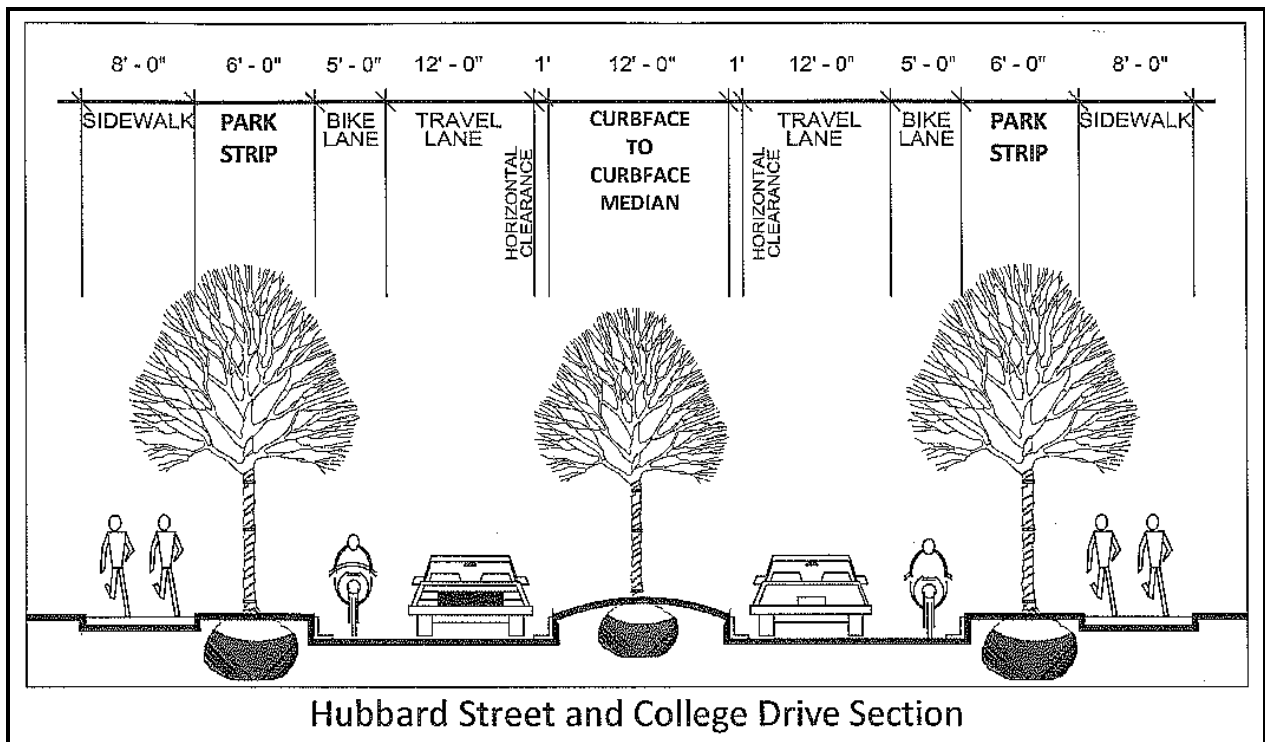 8' - 0" 6' - 0" 5' - 0" 12' - 0" 1' 12' - 0" 1' 12' - 0" 5' - 0" 6' - 0" 8' - 0"
SIDEWALK
PARK
STRIP
BIKE
LANE
TRAVEL
LANE
HORIZONTAL
CLEARANCE
CURBFACE
TO
CURBFACE
MEDIAN
HORIZONTAL
CLEARANCE
TRAVEL
LANE
BIKE
LANE
PARK
STRIP
SIDEWALK
Hubbard Street and College Drive Section